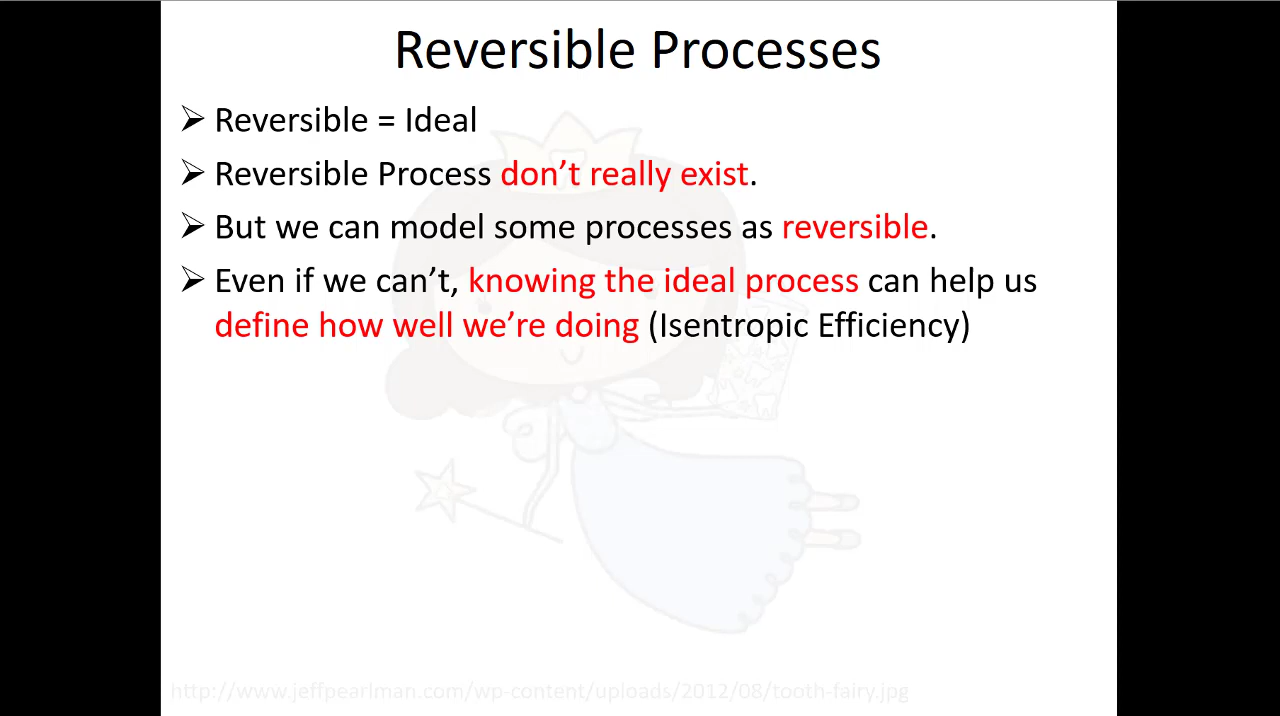 Reversible Processes
➢ Reversible = Ideal
➢ Reversible Process don’t really exist.
➢ But we can model some processes as reversible.
➢ Even if we can’t, knowing the ideal process can help us
define how well we’re doing (Isentropic Efficiency)
http://www.jeffpearlman.com/wp-content/uploads/2012/08/tooth-fairy.jpg